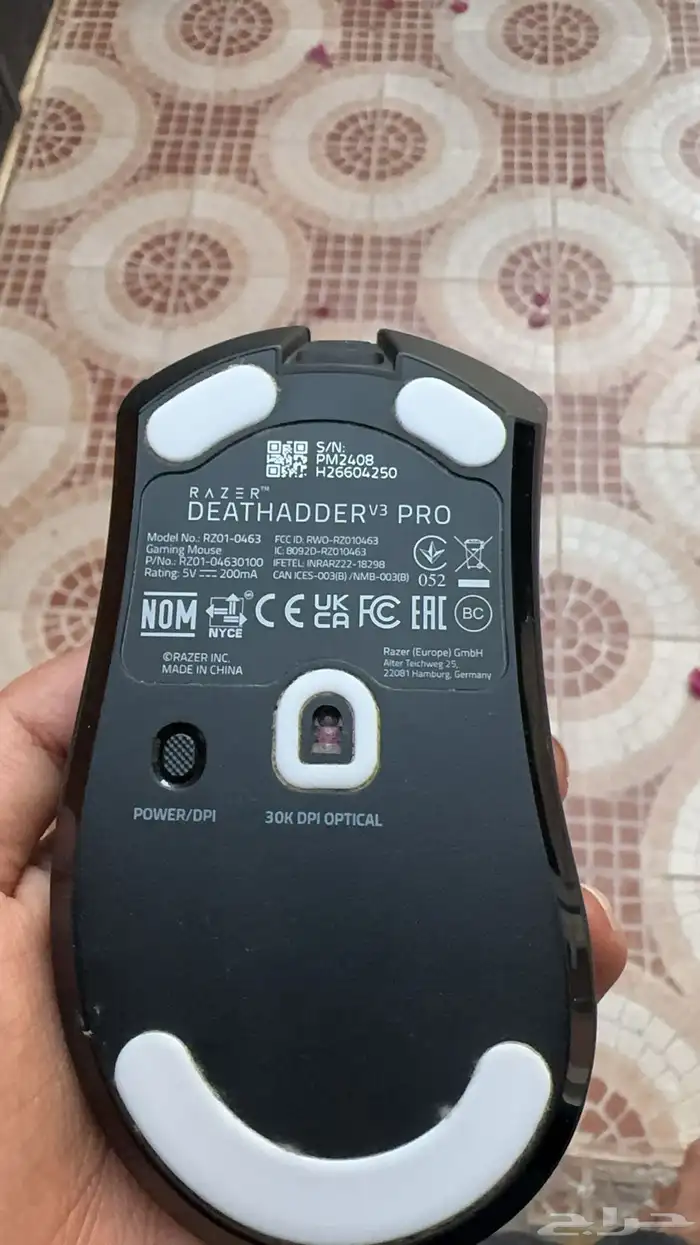 S/N:
PM2408
H26604250
RAZER™
DEATHADDER V3 PRO
Model No.: RZ01-0463
Gaming Mouse
P/No.: RZ01-04630100
Rating: 5V ⎓ 200mA
FCC ID: RWO-RZ010463
IC: 8092D-RZ010463
IFETEL: INRARZ22-18298
CAN ICES-003(B) /NMB-003(B)
052
NOM
NYCE
CE
UK
CA
FC
EAC
BC
©RAZER INC.
MADE IN CHINA
Razer (Europe) GmbH
Alter Teichweg 25,
22081 Hamburg, Germany
POWER/DPI
30K DPI OPTICAL
حراج